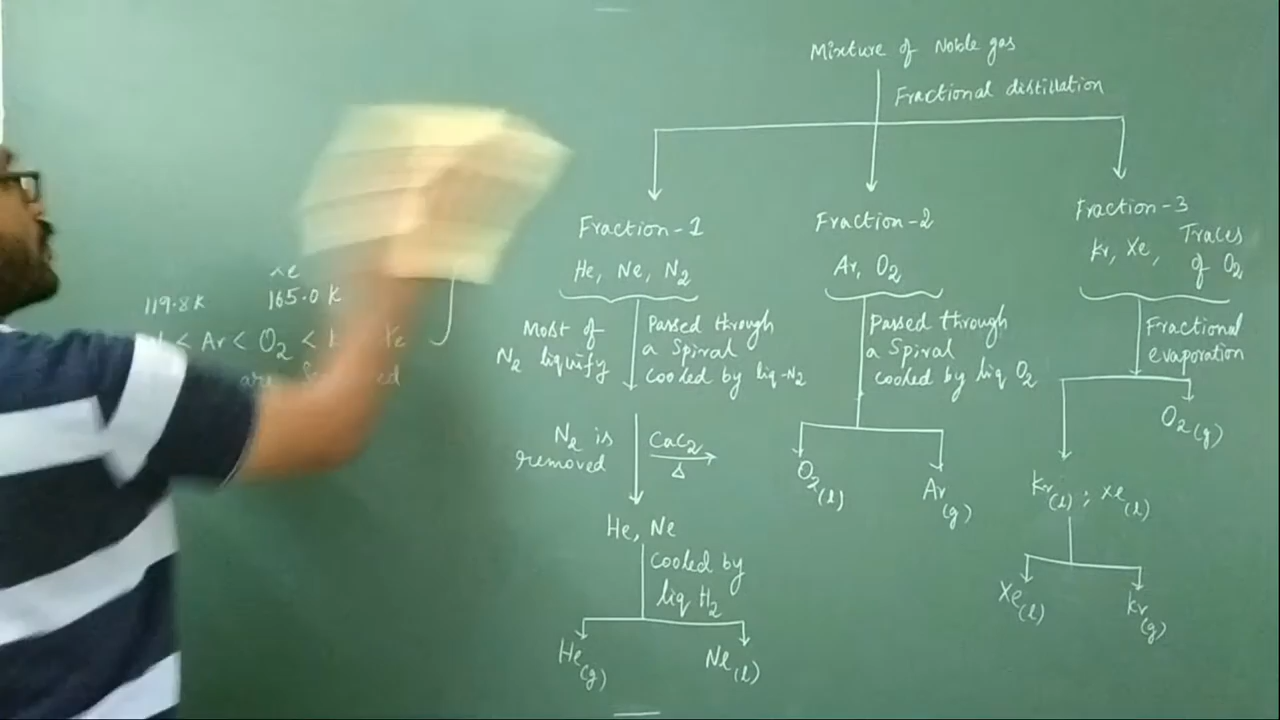 Mixture of Noble gas
Fractional distillation
Fraction-1
He, Ne, N2
Most of
N2 liquify
Passed through
a Spiral
cooled by liq-N2
N2 is
removed
CaC2
Δ
He, Ne
cooled by
liq H2
He(g)
Ne(l)
Fraction-2
Ar, O2
Passed through
a Spiral
cooled by liq O2
O2(l)
Ar(g)
Fraction-3
Kr, Xe, Traces
of O2
Fractional
evaporation
O2(g)
Kr(l) ; Xe(l)
Xe(l)
Kr(g)
119.8K
165.0 K
< Ar < O2 <
are